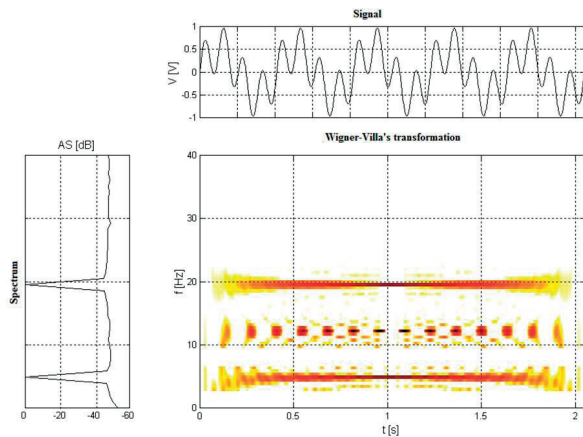 Signal
1
0.5
0
-0.5
-1
V [V]
AS [dB]
Wigner-Villa's transformation
Spectrum
0 -20 -40 -60
40
30
20
10
0
f [Hz]
0 0.5 1 1.5 2
t [s]